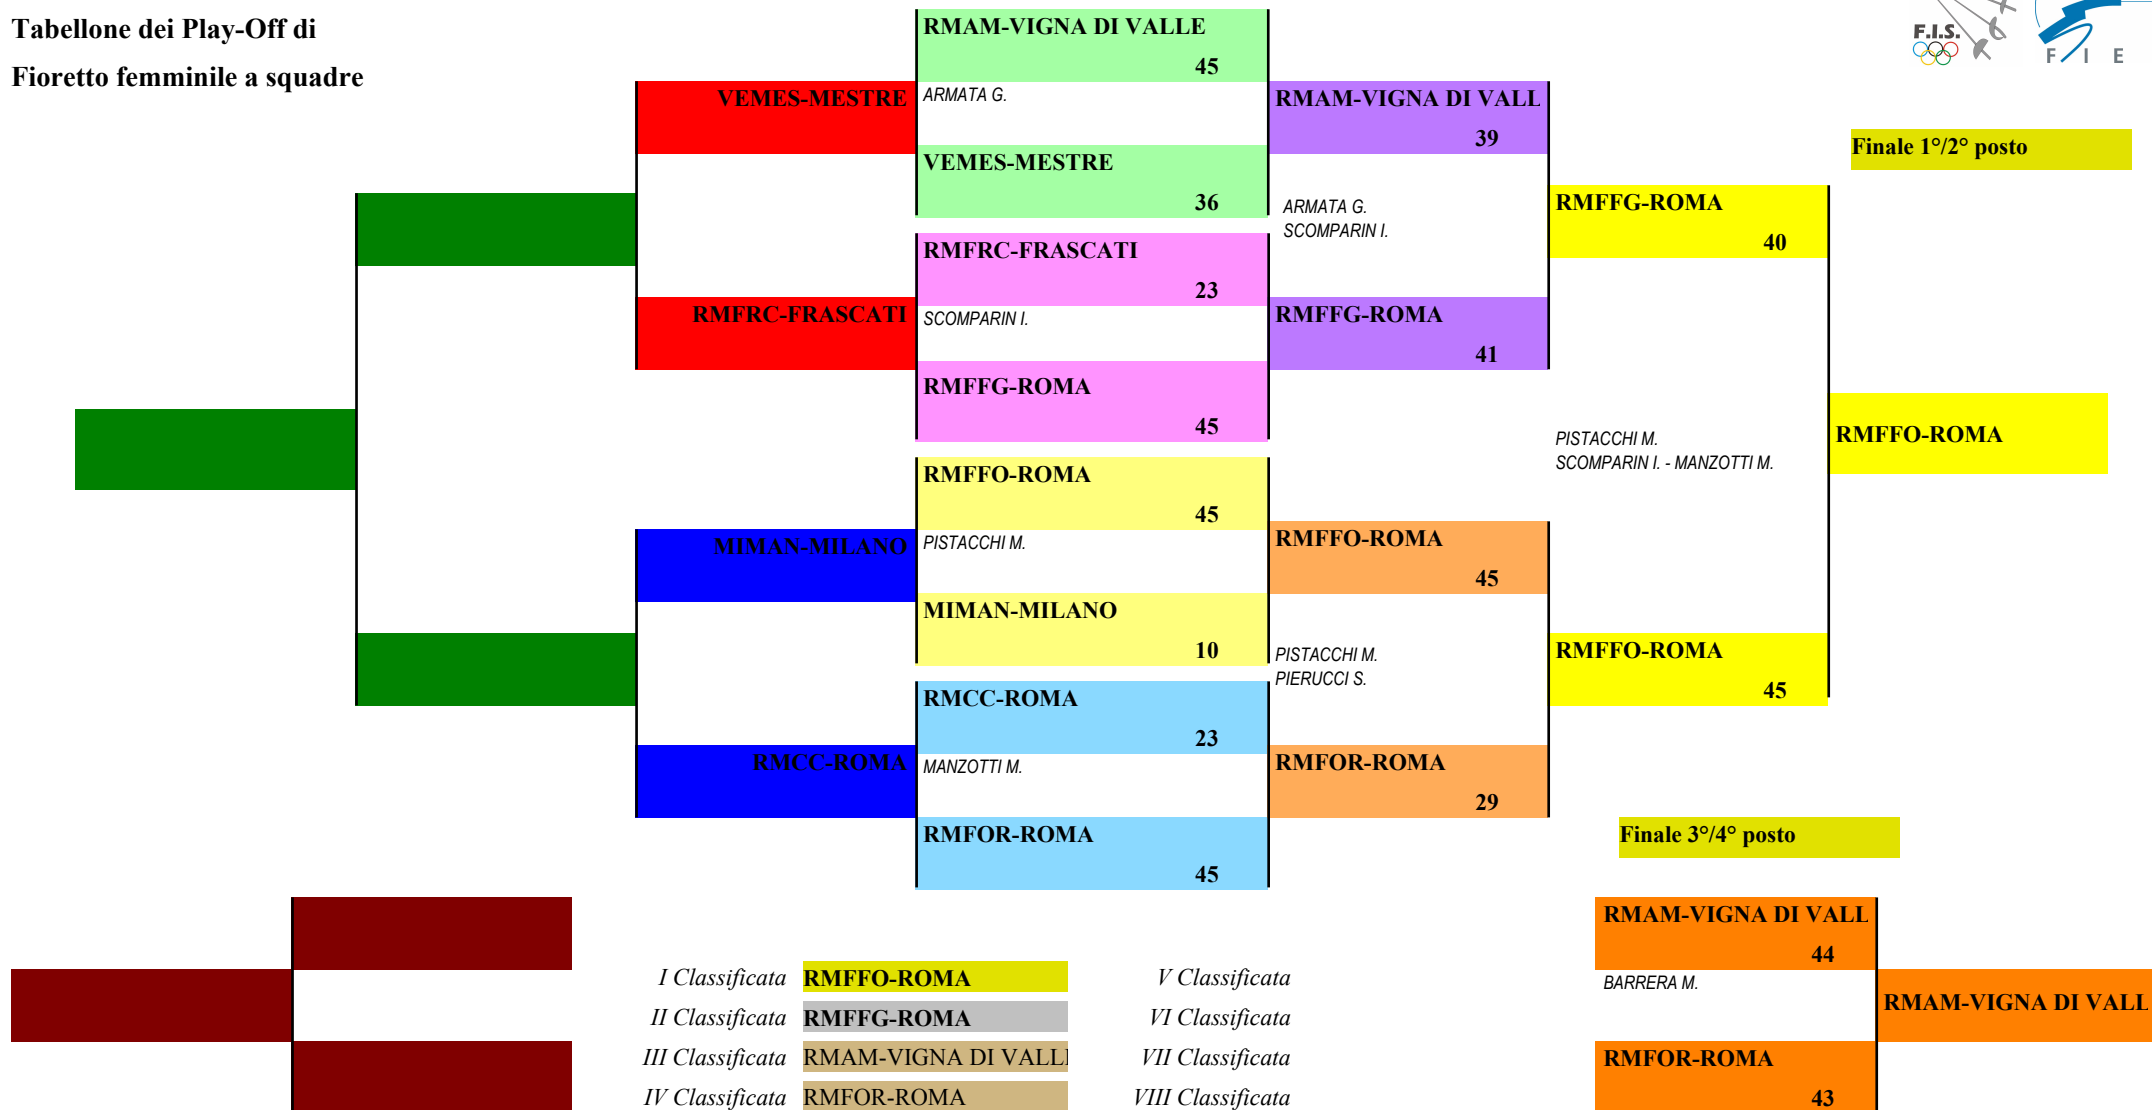 Tabellone dei Play-Off di
Fioretto femminile a squadre
F.I.S.
F I E
RMAM-VIGNA DI VALLE
45
ARMATA G.
VEMES-MESTRE
36
RMFRC-FRASCATI
23
SCOMPARIN I.
RMFFG-ROMA
45
RMFFO-ROMA
45
PISTACCHI M.
MIMAN-MILANO
10
RMCC-ROMA
23
MANZOTTI M.
RMFOR-ROMA
45
VEMES-MESTRE
RMFRC-FRASCATI
MIMAN-MILANO
RMCC-ROMA
RMAM-VIGNA DI VALL
39
ARMATA G.
SCOMPARIN I.
RMFFG-ROMA
41
RMFFO-ROMA
45
PISTACCHI M.
PIERUCCI S.
RMFOR-ROMA
29
Finale 1°/2° posto
RMFFG-ROMA
40
PISTACCHI M.
SCOMPARIN I. - MANZOTTI M.
RMFFO-ROMA
45
RMFFO-ROMA
Finale 3°/4° posto
RMAM-VIGNA DI VALL
44
BARRERA M.
RMFOR-ROMA
43
RMAM-VIGNA DI VALL
I Classificata RMFFO-ROMA
II Classificata RMFFG-ROMA
III Classificata RMAM-VIGNA DI VALL
IV Classificata RMFOR-ROMA
V Classificata
VI Classificata
VII Classificata
VIII Classificata